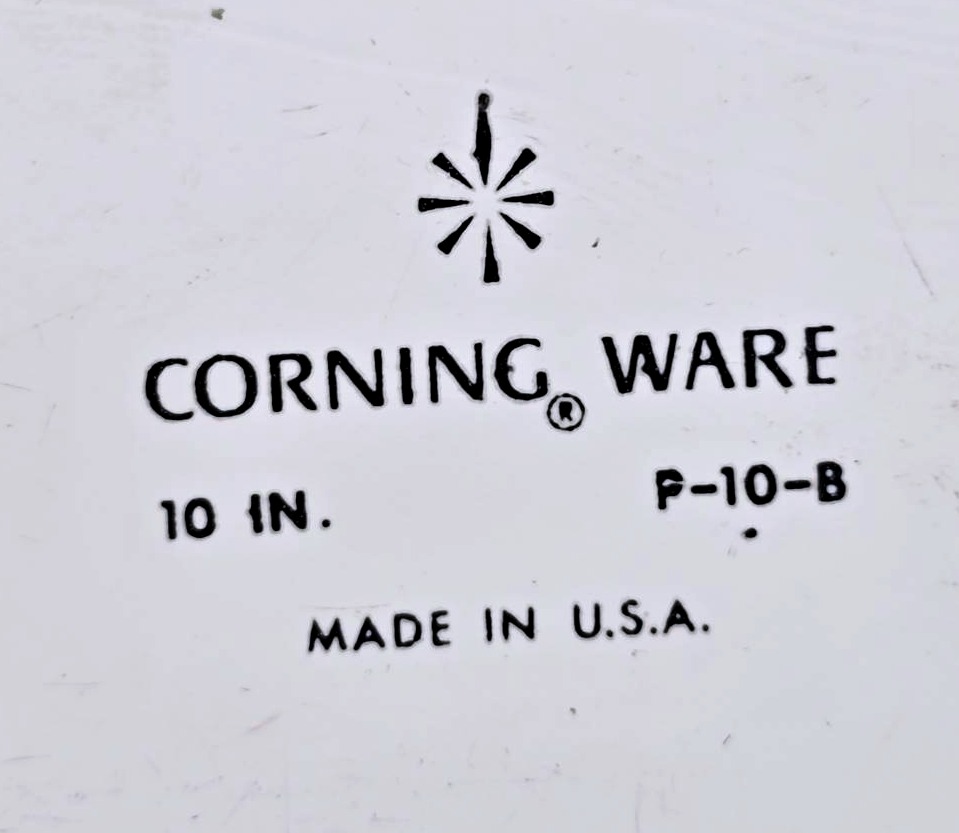 CORNING® WARE
10 IN. P-10-B
MADE IN U.S.A.